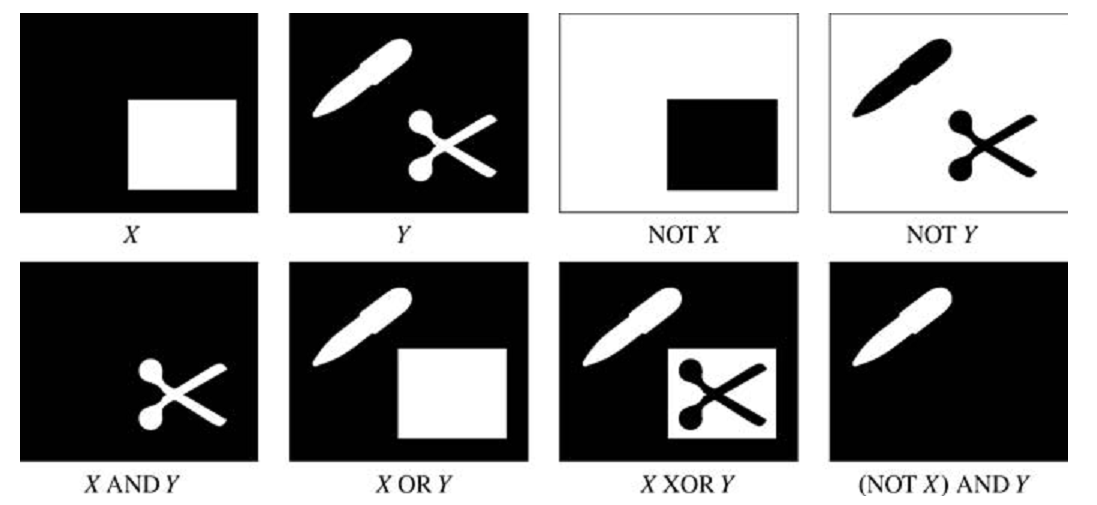 X
Y
NOT X
NOT Y
X AND Y
X OR Y
X XOR Y
(NOT X) AND Y